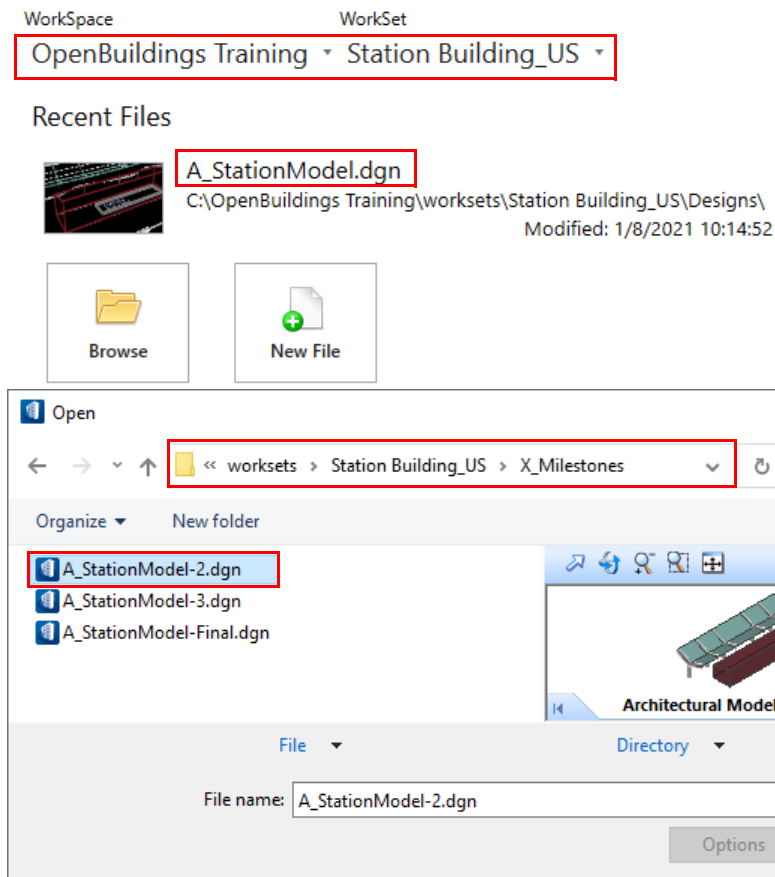 WorkSpace WorkSet
OpenBuildings Training Station Building_US
Recent Files
A_StationModel.dgn
C:\OpenBuildings Training\worksets\Station Building_US\Designs\
Modified: 1/8/2021 10:14:52
Browse New File
Open
« worksets > Station Building_US > X_Milestones
Organize New folder
A_StationModel-2.dgn
A_StationModel-3.dgn
A_StationModel-Final.dgn
Architectural Model
File Directory
File name: A_StationModel-2.dgn
Options